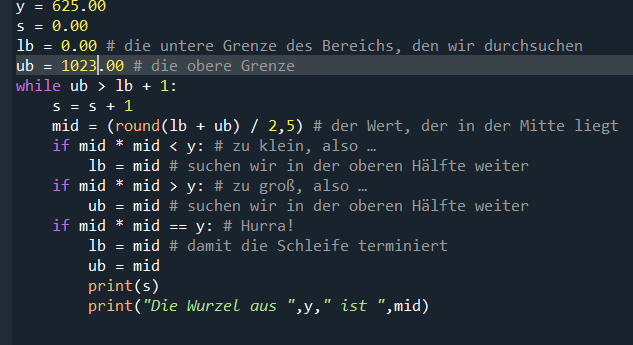 y = 625.00
s = 0.00
lb = 0.00 # die untere Grenze des Bereichs, den wir durchsuchen
ub = 1023.00 # die obere Grenze
while ub > lb + 1:
    s = s + 1
    mid = (round(lb + ub) / 2,5) # der Wert, der in der Mitte liegt
    if mid * mid < y: # zu klein, also …
        lb = mid # suchen wir in der oberen Hälfte weiter
    if mid * mid > y: # zu groß, also …
        ub = mid # suchen wir in der oberen Hälfte weiter
    if mid * mid == y: # Hurra!
        lb = mid # damit die Schleife terminiert
        ub = mid
        print(s)
        print("Die Wurzel aus ",y," ist ",mid)